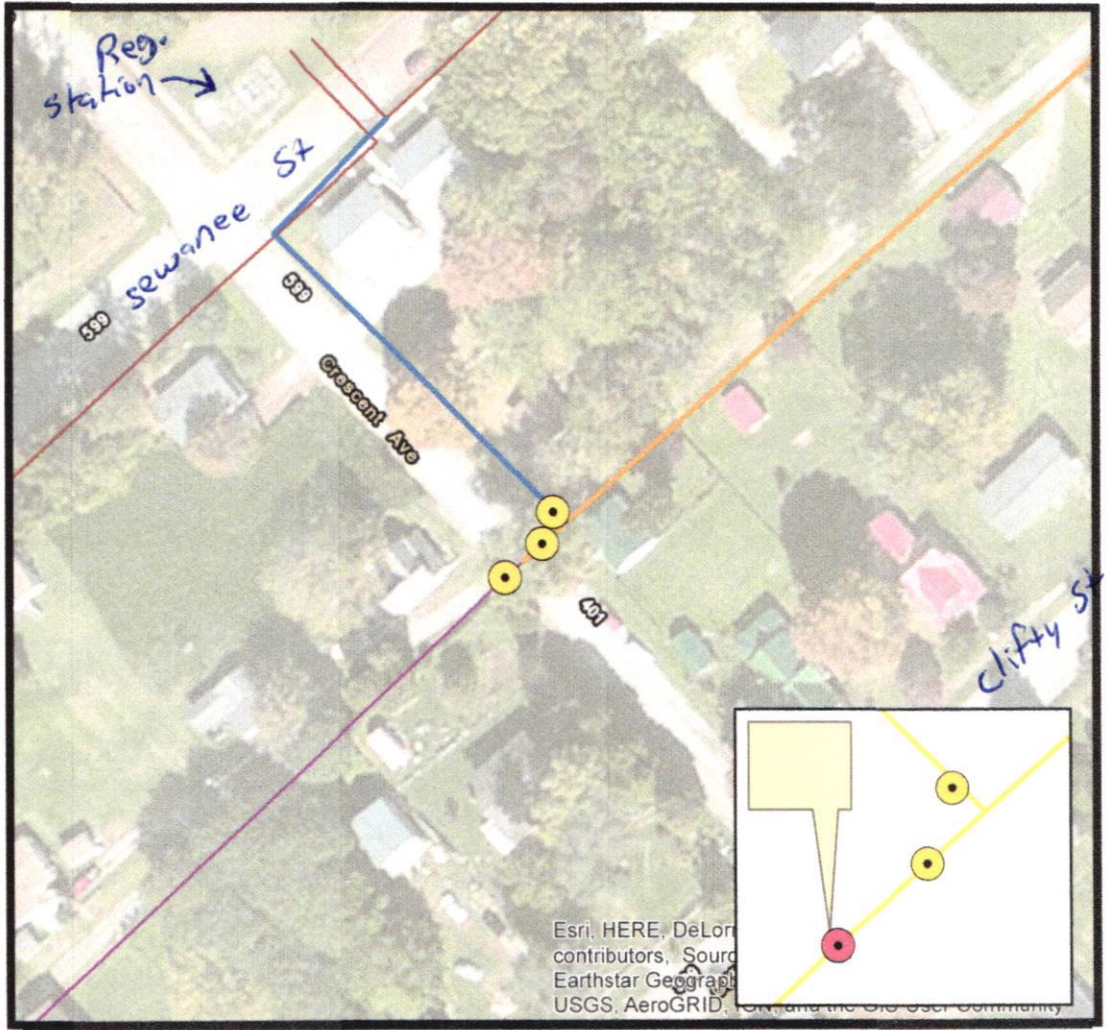 Reg.
station
St
sewanee
599
599
Crescent Ave
401
clifty St
Esri, HERE, DeLor
contributors, Sourc
Earthstar Geograph
USGS, AeroGRID, IGN, and the GIS User Community